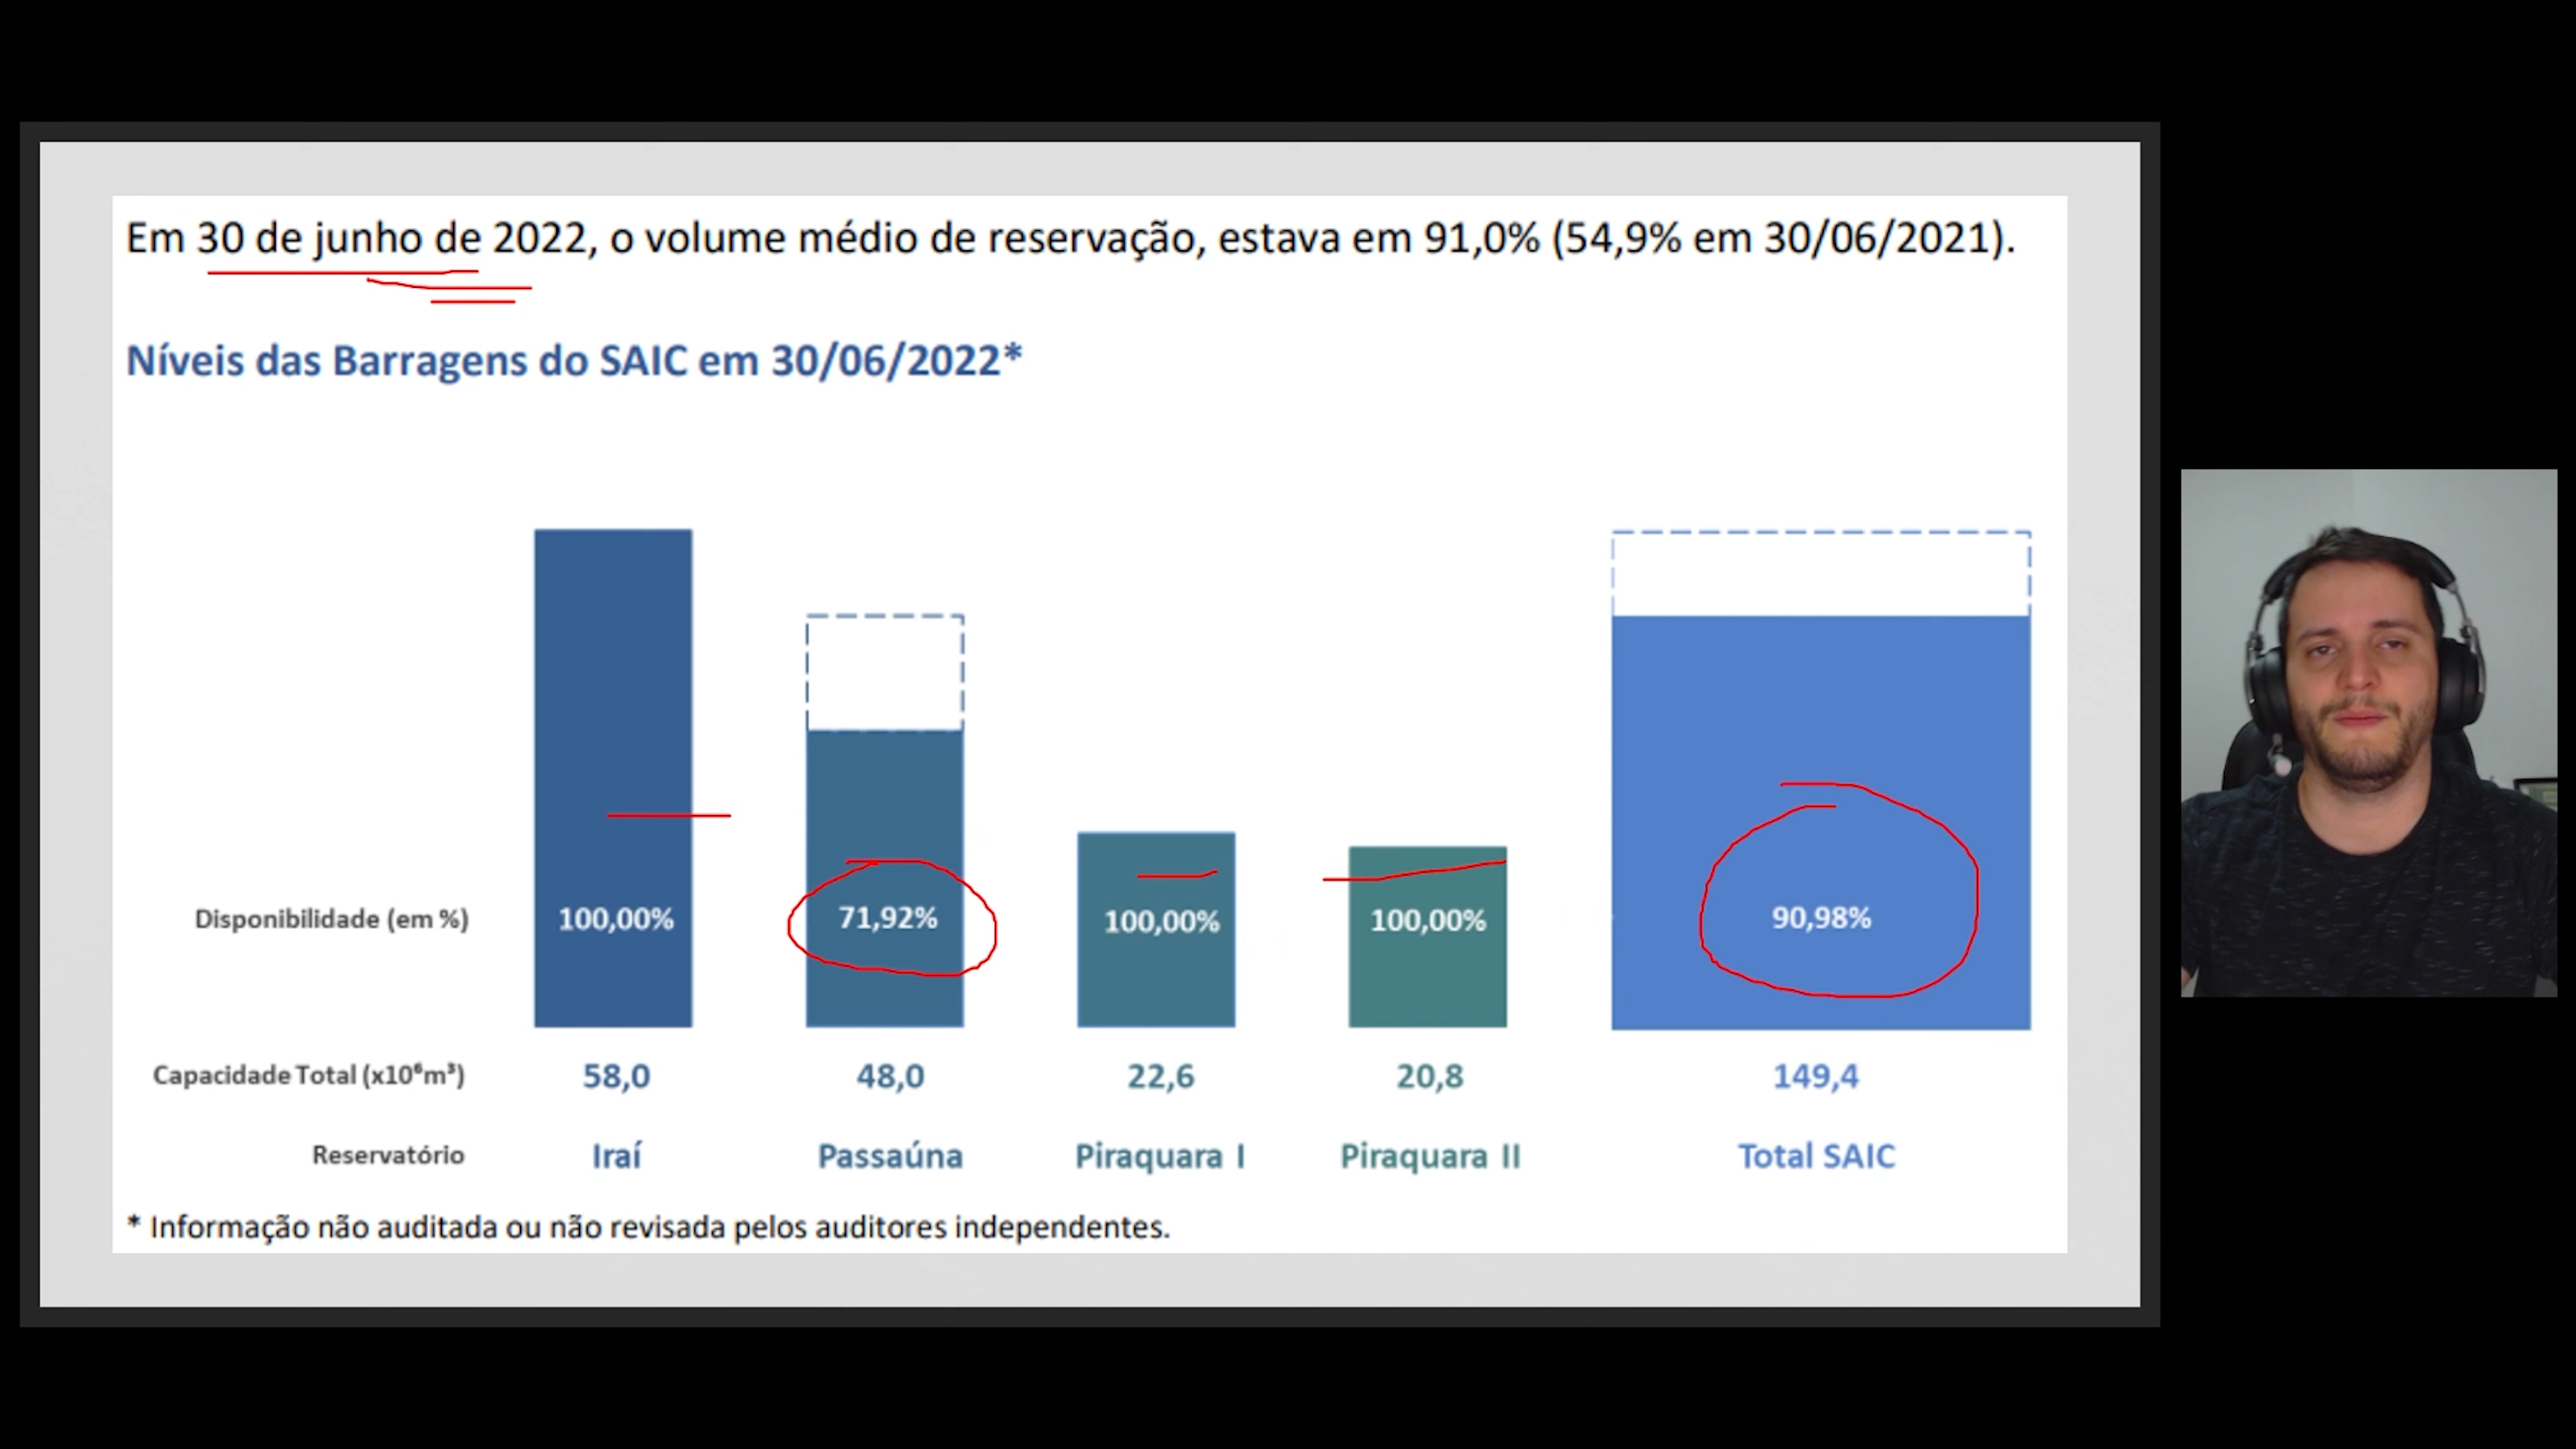 Em 30 de junho de 2022, o volume médio de reservação, estava em 91,0% (54,9% em 30/06/2021).
Níveis das Barragens do SAIC em 30/06/2022*
Disponibilidade (em %) 100,00% 71,92% 100,00% 100,00% 90,98%
Capacidade Total (x10⁶m³) 58,0 48,0 22,6 20,8 149,4
Reservatório Iraí Passaúna Piraquara I Piraquara II Total SAIC
* Informação não auditada ou não revisada pelos auditores independentes.